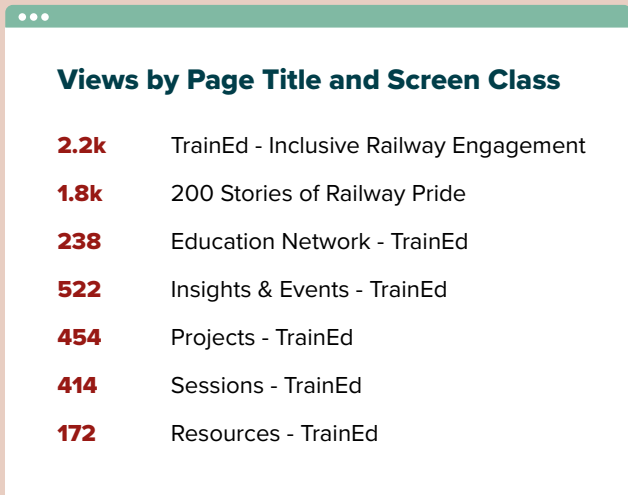 Views by Page Title and Screen Class
2.2k TrainEd - Inclusive Railway Engagement
1.8k 200 Stories of Railway Pride
238 Education Network - TrainEd
522 Insights & Events - TrainEd
454 Projects - TrainEd
414 Sessions - TrainEd
172 Resources - TrainEd